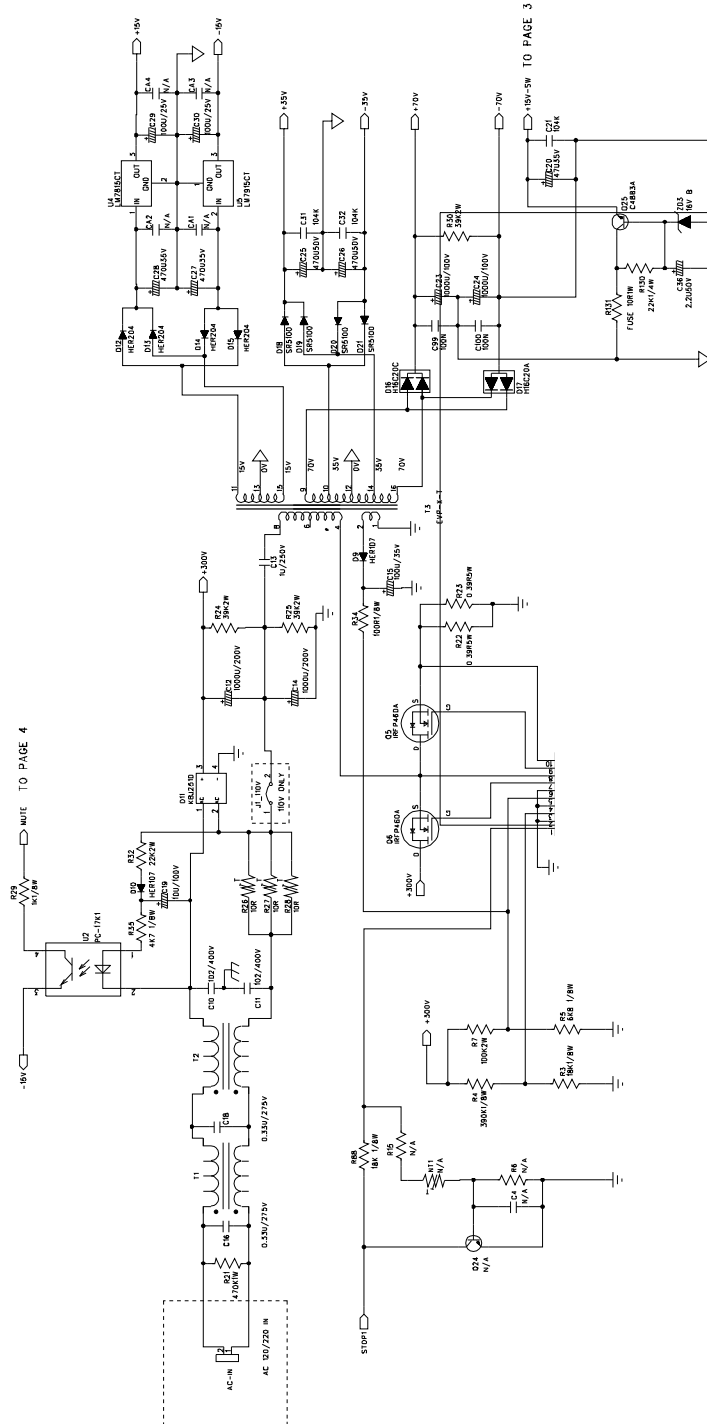 AC-IN
AC 120/220 IN
R21
470K1W
C16
0.33U/275V
T1
C18
0.33U/275V
T2
C10
102/400V
C11
102/400V
-15V
U2
PC-17K1
R29
1K1/8W
MUTE TO PAGE 4
R35
4K7 1/8W
D10
HER107
R32
22K2W
C19
10U/100V
R26
10R
R27
10R
R28
10R
D11
KBJ2510
J1_110V
110V ONLY
+300V
C12
1000U/200V
C14
1000U/200V
R24
39K2W
R25
39K2W
C13
1U/250V
D9
HER107
C15
100U/35V
R34
100R1/8W
T3
15V
0V
15V
70V
35V
0V
35V
70V
D12
HER204
D13
HER204
D14
HER204
D15
HER204
C28
470U35V
C27
470U35V
CA2
N/A
CA1
N/A
U4
LM7815CT
IN
OUT
GND
U5
LM7915CT
IN
OUT
GND
C29
100U/25V
C30
100U/25V
CA4
N/A
CA3
N/A
+15V
-15V
D18
SR5100
D19
SR5100
D20
SR5100
D21
SR5100
C25
470U50V
C26
470U50V
C31
104K
C32
104K
+35V
-35V
D16
H16C20C
D17
H16C20A
C99
100N
C100
100N
C23
1000U/100V
C24
1000U/100V
R30
39K2W
+70V
-70V
+15V-SW TO PAGE 3
C20
47U35V
C21
104K
Q25
C4883A
ZD3
16V B
R131
FUSE 10R1W
R130
22K1/4W
C36
2.2U50V
Q6
IRFP460A
Q5
IRFP460A
+300V
R22
0.39R5W
R23
0.39R5W
STOP1
R88
18K 1/8W
R15
N/A
NT1
N/A
Q24
N/A
C4
N/A
R6
N/A
+300V
R4
390K1/8W
R7
100K2W
R3
18K1/8W
R5
6K8 1/8W